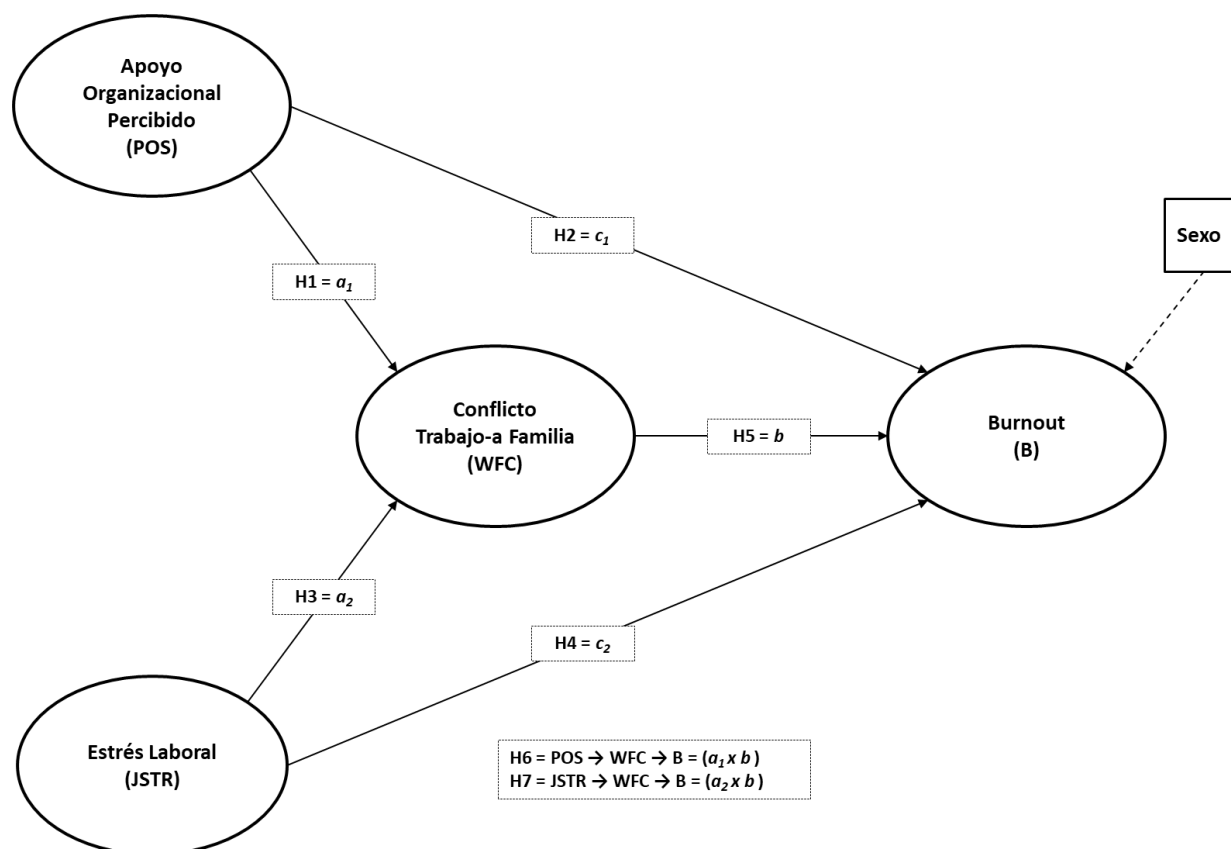 Apoyo
Organizacional
Percibido
(POS)
H2 = c₁
Sexo
H1 = a₁
Conflicto
Trabajo-a Familia
(WFC)
H5 = b
Burnout
(B)
H3 = a₂
H4 = c₂
Estrés Laboral
(JSTR)
H6 = POS → WFC → B = (a₁ x b )
H7 = JSTR → WFC → B = (a₂ x b )